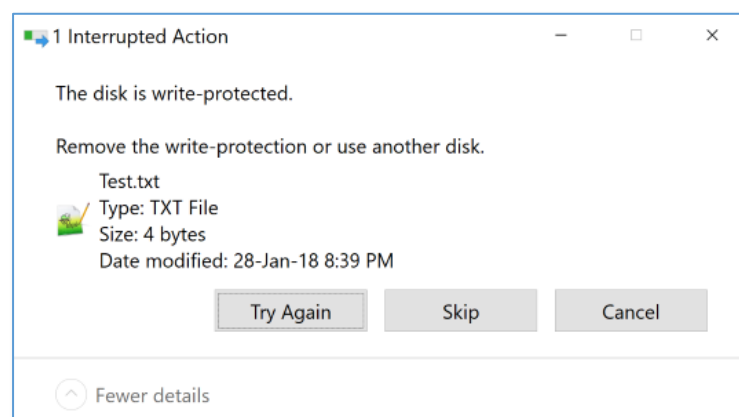 1 Interrupted Action
The disk is write-protected.
Remove the write-protection or use another disk.
Test.txt
Type: TXT File
Size: 4 bytes
Date modified: 28-Jan-18 8:39 PM
Try Again Skip Cancel
Fewer details